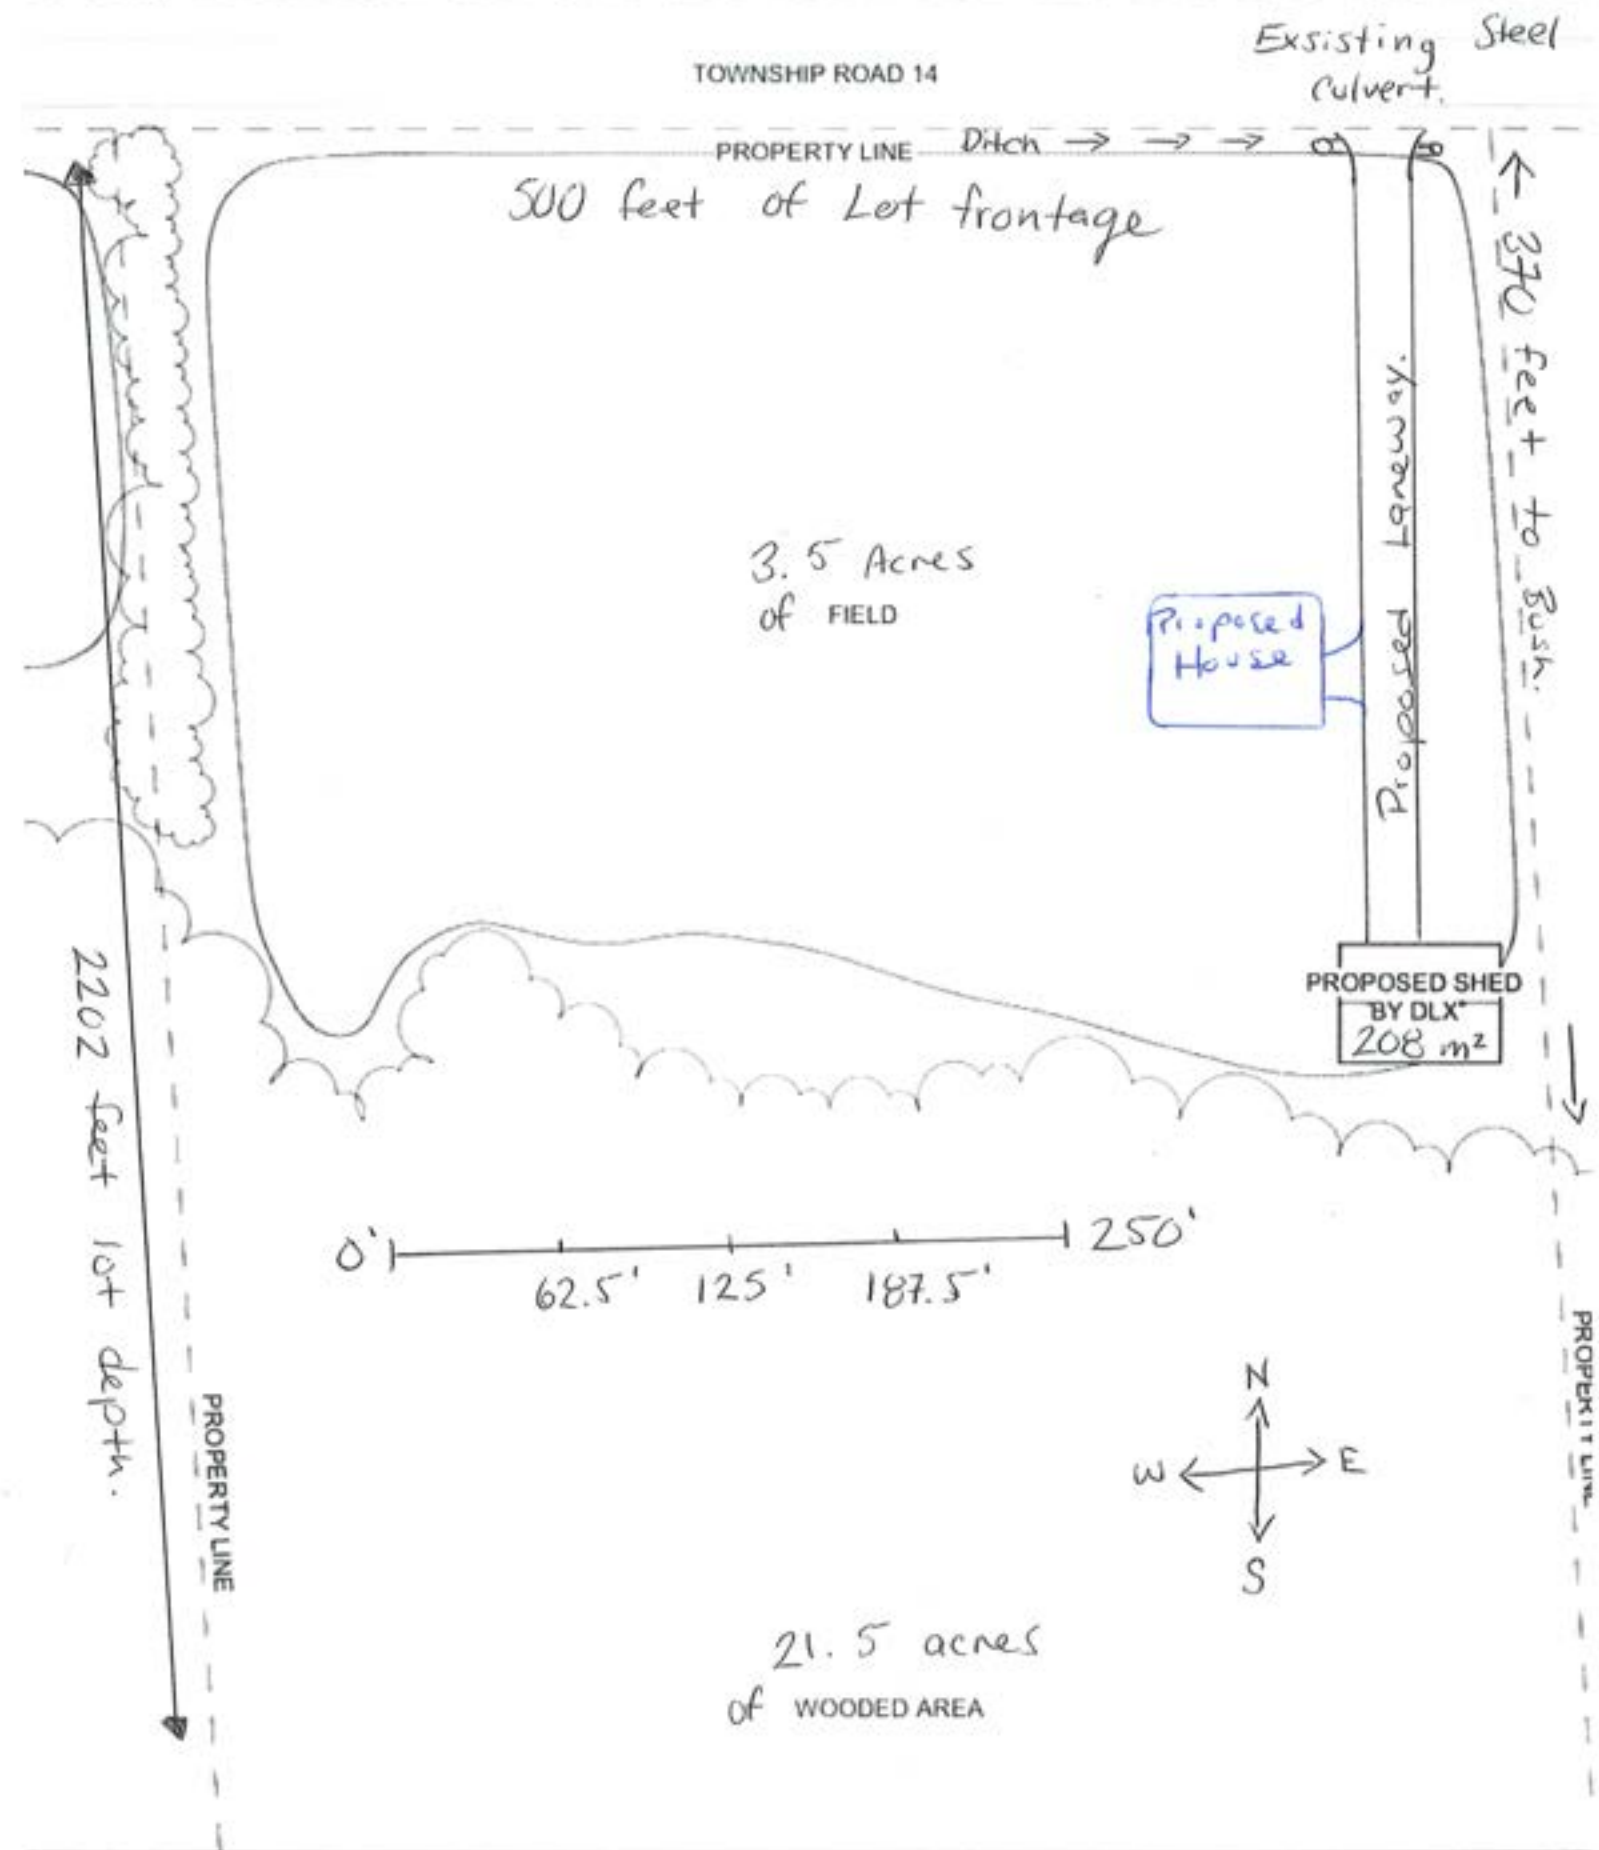 Exsisting Steel
Culvert.
TOWNSHIP ROAD 14
PROPERTY LINE Ditch → → →
500 feet of Lot frontage
← 370 feet to Bush. →
Proposed Laneway.
3.5 Acres
of FIELD
Proposed
House
PROPOSED SHED
"BY DLX"
208 m²
2202 feet lot depth.
0' 250'
62.5' 125' 187.5'
PROPERTY LINE
PROPERTY LINE
N
W E
S
21.5 acres
of WOODED AREA